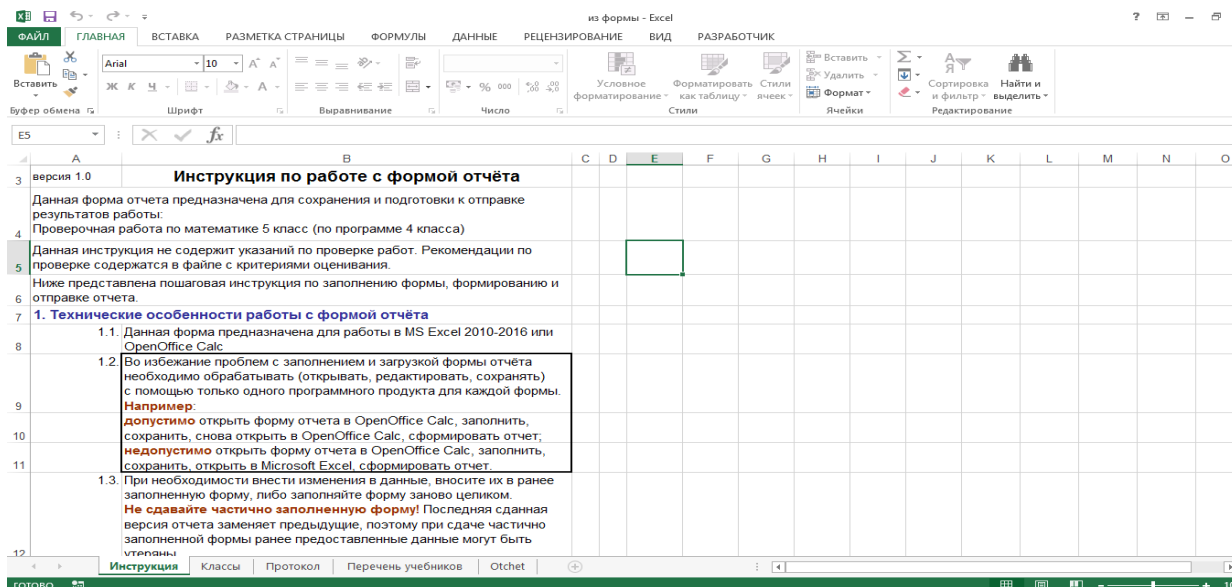 из формы - Excel
ФАЙЛ ГЛАВНАЯ ВСТАВКА РАЗМЕТКА СТРАНИЦЫ ФОРМУЛЫ ДАННЫЕ РЕЦЕНЗИРОВАНИЕ ВИД РАЗРАБОТЧИК
Вставить
Arial 10
Ж К Ч
Условное форматирование
Форматировать как таблицу
Стили ячеек
Вставить
Удалить
Формат
Сортировка и фильтр
Найти и выделить
Буфер обмена Шрифт Выравнивание Число Стили Ячейки Редактирование
E5 fx
A B C D E F G H I J K L M N O
3 версия 1.0 Инструкция по работе с формой отчёта
Данная форма отчета предназначена для сохранения и подготовки к отправке
результатов работы:
4 Проверочная работа по математике 5 класс (по программе 4 класса)
Данная инструкция не содержит указаний по проверке работ. Рекомендации по
5 проверке содержатся в файле с критериями оценивания.
Ниже представлена пошаговая инструкция по заполнению формы, формированию и
6 отправке отчета.
7 1. Технические особенности работы с формой отчёта
1.1. Данная форма предназначена для работы в MS Excel 2010-2016 или
8 OpenOffice Calc
1.2. Во избежание проблем с заполнением и загрузкой формы отчёта
необходимо обрабатывать (открывать, редактировать, сохранять)
с помощью только одного программного продукта для каждой формы.
9 Например:
допустимо открыть форму отчета в OpenOffice Calc, заполнить,
10 сохранить, снова открыть в OpenOffice Calc, сформировать отчет;
недопустимо открыть форму отчета в OpenOffice Calc, заполнить,
11 сохранить, открыть в Microsoft Excel, сформировать отчет.
1.3. При необходимости внести изменения в данные, вносите их в ранее
заполненную форму, либо заполняйте форму заново целиком.
Не сдавайте частично заполненную форму! Последняя сданная
версия отчета заменяет предыдущие, поэтому при сдаче частично
заполненной формы ранее предоставленные данные могут быть
12 утеряны
Инструкция Классы Протокол Перечень учебников Otchet
ГОТОВО